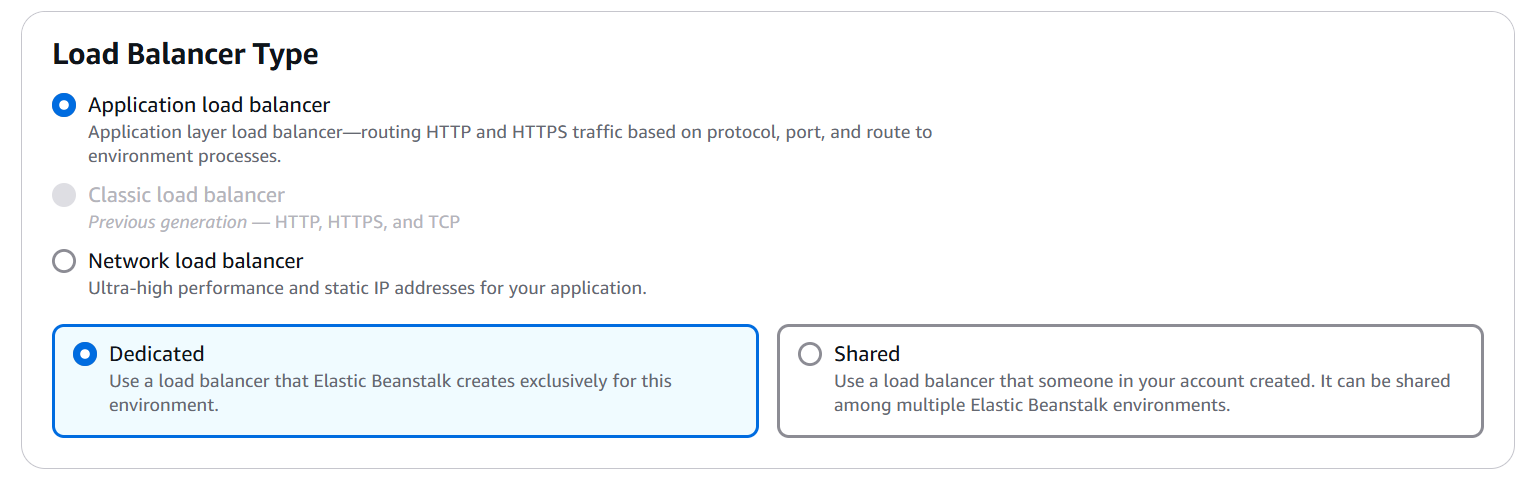 Load Balancer Type
Application load balancer
Application layer load balancer—routing HTTP and HTTPS traffic based on protocol, port, and route to
environment processes.
Classic load balancer
Previous generation — HTTP, HTTPS, and TCP
Network load balancer
Ultra-high performance and static IP addresses for your application.
Dedicated
Use a load balancer that Elastic Beanstalk creates exclusively for this
environment.
Shared
Use a load balancer that someone in your account created. It can be shared
among multiple Elastic Beanstalk environments.